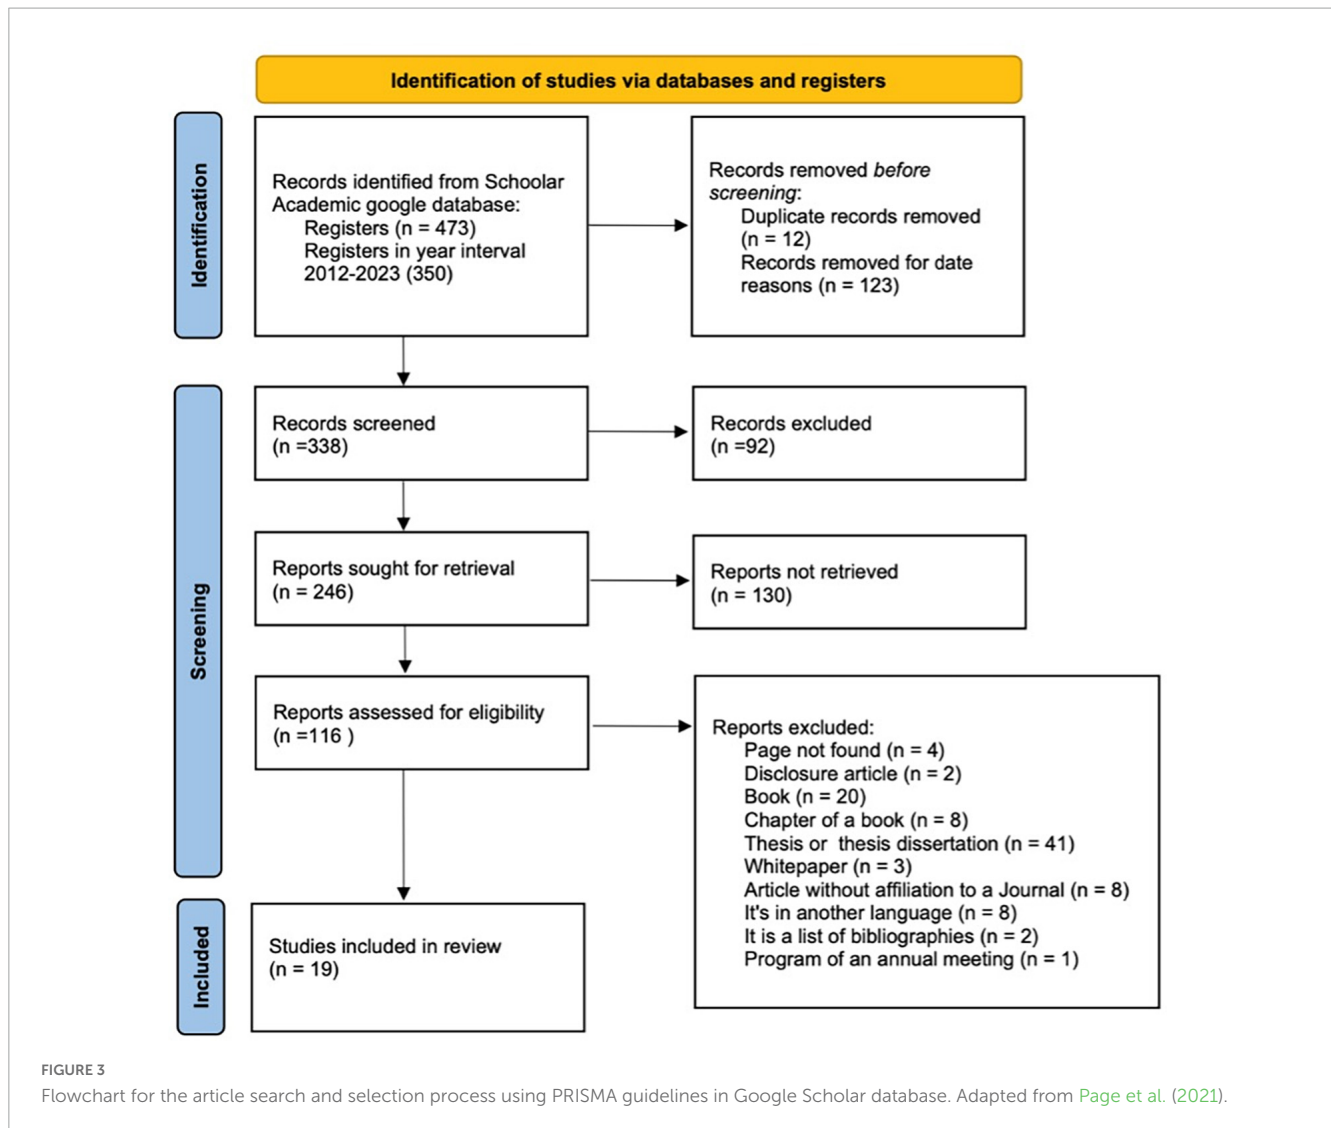 Identification of studies via databases and registers
Identification
Records identified from Schoolar
Academic google database:
Registers (n = 473)
Registers in year interval
2012-2023 (350)
Records removed before
screening:
Duplicate records removed
(n = 12)
Records removed for date
reasons (n = 123)
Screening
Records screened
(n =338)
Records excluded
(n =92)
Reports sought for retrieval
(n = 246)
Reports not retrieved
(n = 130)
Reports assessed for eligibility
(n =116 )
Reports excluded:
Page not found (n = 4)
Disclosure article (n = 2)
Book (n = 20)
Chapter of a book (n = 8)
Thesis or  thesis dissertation (n = 41)
Whitepaper (n = 3)
Article without affiliation to a Journal (n = 8)
It's in another language (n = 8)
It is a list of bibliographies (n = 2)
Program of an annual meeting (n = 1)
Included
Studies included in review
(n = 19)
FIGURE 3
Flowchart for the article search and selection process using PRISMA guidelines in Google Scholar database. Adapted from Page et al. (2021).